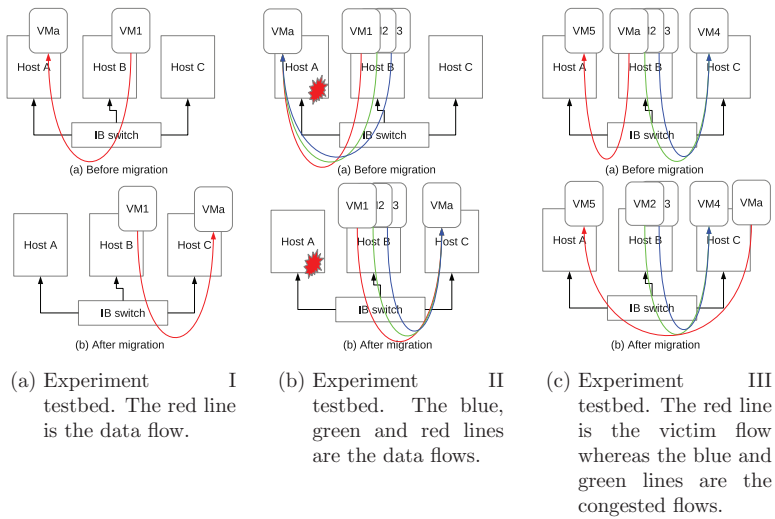 VMa
VM1
Host A
Host B
Host C
IB switch
(a) Before migration
VM1
VMa
Host A
Host B
Host C
IB switch
(b) After migration
(a) Experiment I
testbed. The red line
is the data flow.
VMa
VM1
2
3
Host A
Host B
Host C
IB switch
(a) Before migration
VM1
2
3
VMa
Host A
Host B
Host C
IB switch
(b) After migration
(b) Experiment II
testbed. The blue,
green and red lines
are the data flows.
VM5
VMa
2
3
VM4
Host A
Host B
Host C
IB switch
(a) Before migration
VM5
VM2
3
VM4
VMa
Host A
Host B
Host C
IB switch
(b) After migration
(c) Experiment III
testbed. The red line
is the victim flow
whereas the blue and
green lines are the
congested flows.